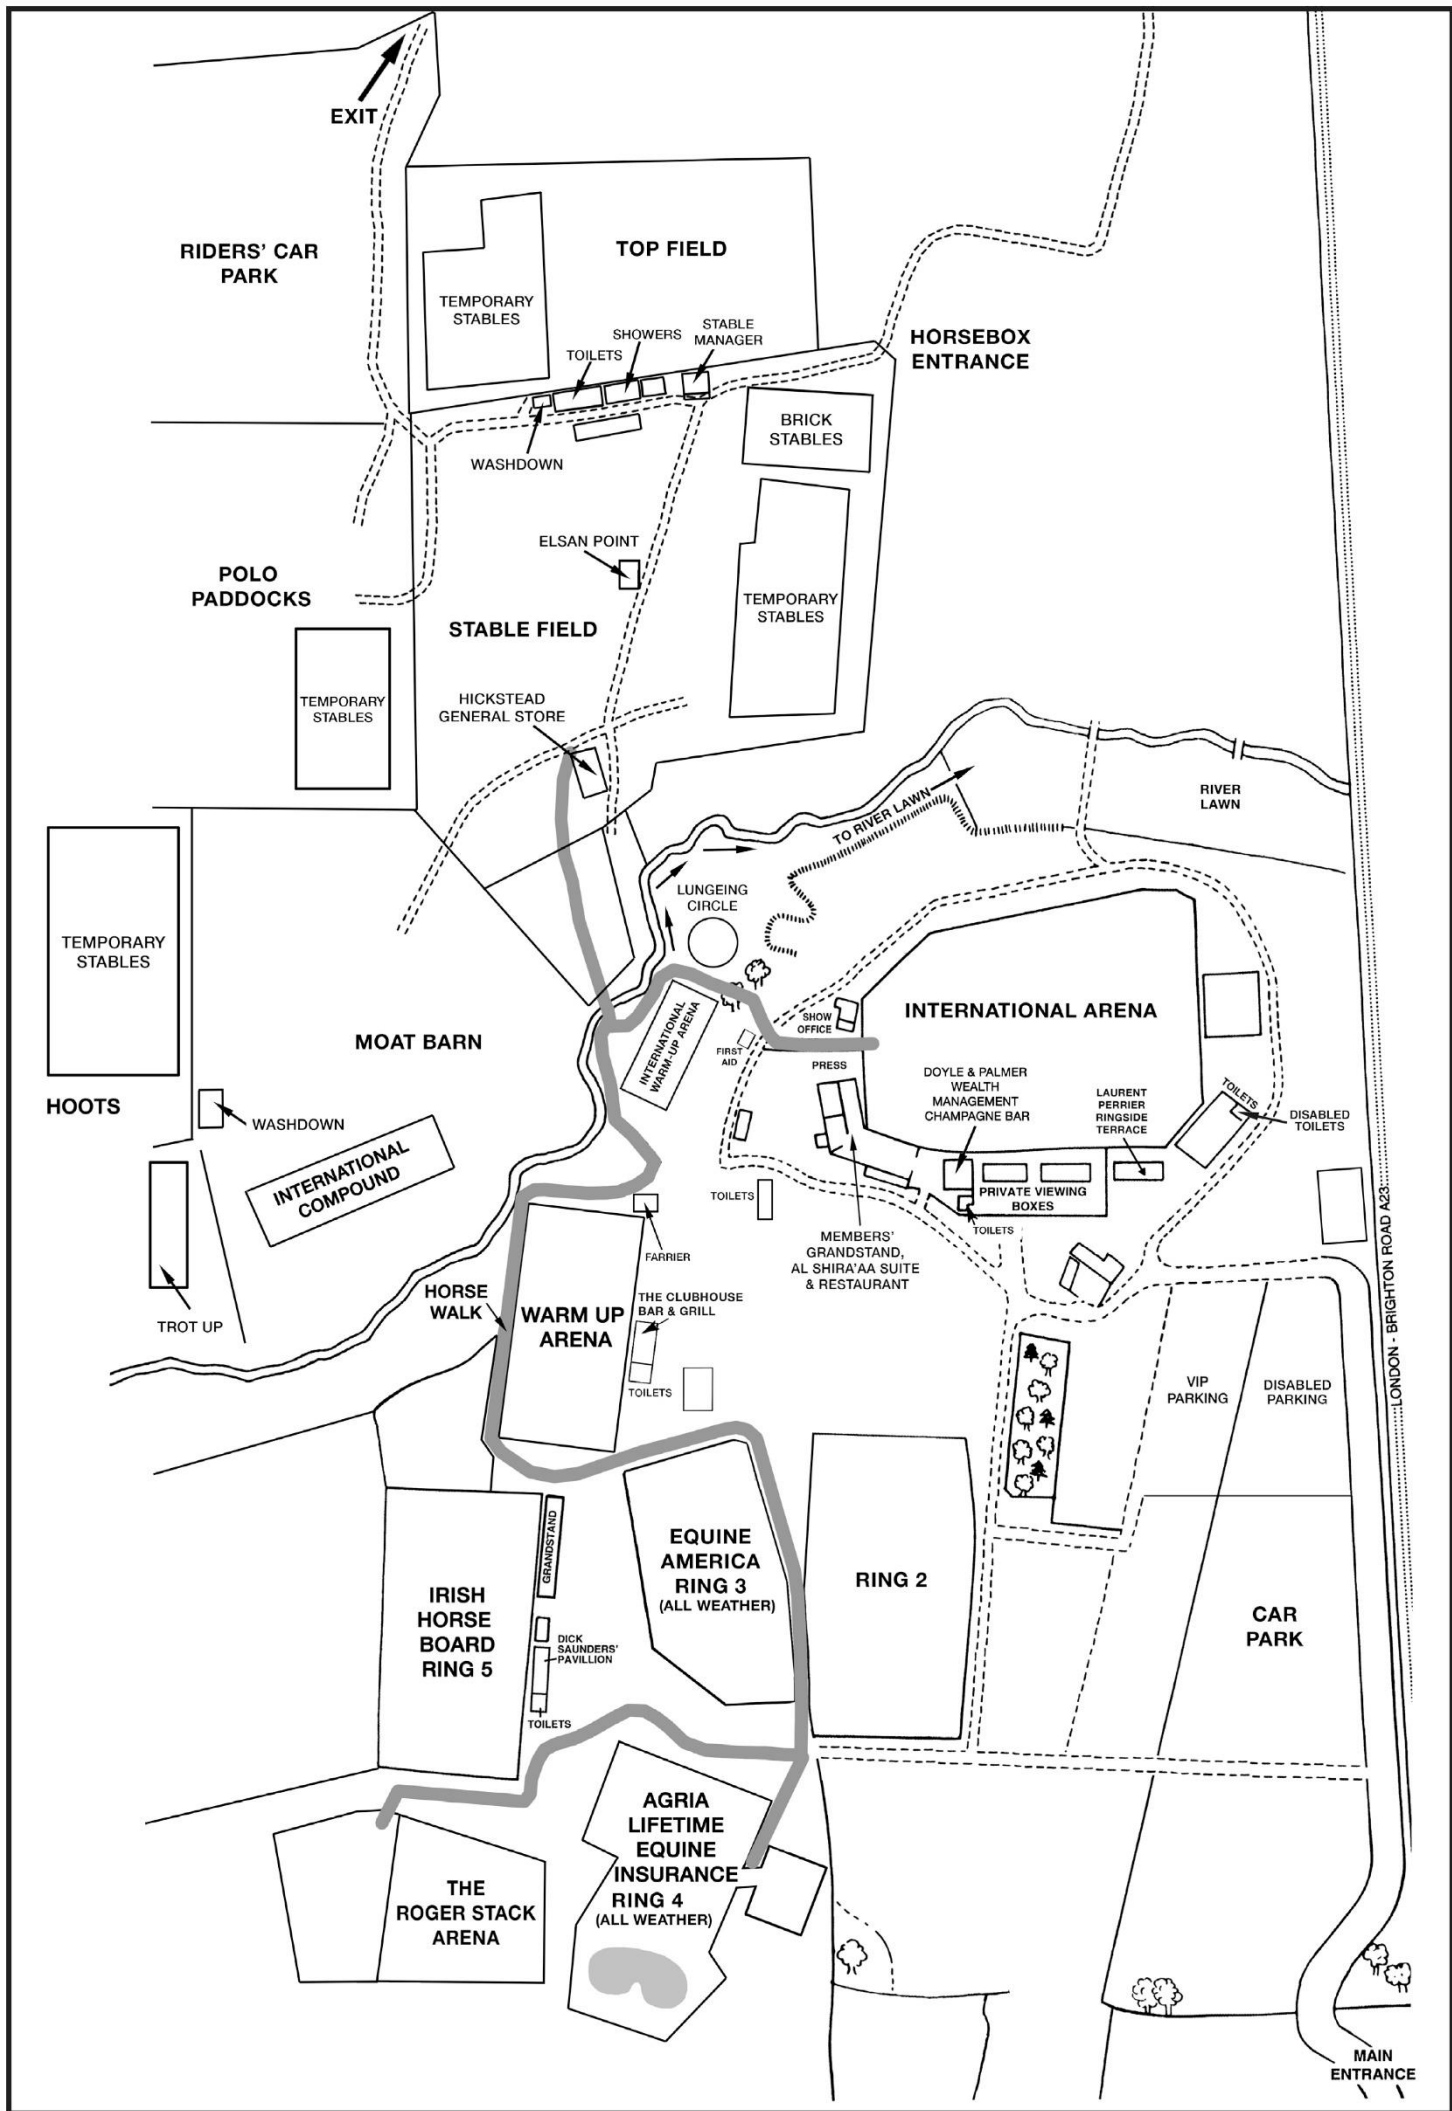 EXIT
RIDERS' CAR
PARK
TOP FIELD
TEMPORARY
STABLES
TOILETS
SHOWERS
STABLE
MANAGER
HORSEBOX
ENTRANCE
BRICK
STABLES
WASHDOWN
ELSAN POINT
POLO
PADDOCKS
TEMPORARY
STABLES
STABLE FIELD
TEMPORARY
STABLES
HICKSTEAD
GENERAL STORE
RIVER
LAWN
TO RIVER LAWN
LUNGEING
CIRCLE
TEMPORARY
STABLES
INTERNATIONAL ARENA
SHOW
OFFICE
INTERNATIONAL
WARM-UP ARENA
MOAT BARN
FIRST
AID
PRESS
DOYLE & PALMER
WEALTH
MANAGEMENT
CHAMPAGNE BAR
LAURENT
PERRIER
RINGSIDE
TERRACE
TOILETS
DISABLED
TOILETS
HOOTS
WASHDOWN
INTERNATIONAL
COMPOUND
TOILETS
PRIVATE VIEWING
BOXES
TOILETS
MEMBERS'
GRANDSTAND,
AL SHIRA'AA SUITE
& RESTAURANT
FARRIER
LONDON - BRIGHTON ROAD A23
TROT UP
HORSE
WALK
WARM UP
ARENA
THE CLUBHOUSE
BAR & GRILL
TOILETS
VIP
PARKING
DISABLED
PARKING
GRANDSTAND
EQUINE
AMERICA
RING 3
(ALL WEATHER)
RING 2
IRISH
HORSE
BOARD
RING 5
DICK
SAUNDERS'
PAVILLION
TOILETS
CAR
PARK
AGRIA
LIFETIME
EQUINE
INSURANCE
RING 4
(ALL WEATHER)
THE
ROGER STACK
ARENA
MAIN
ENTRANCE